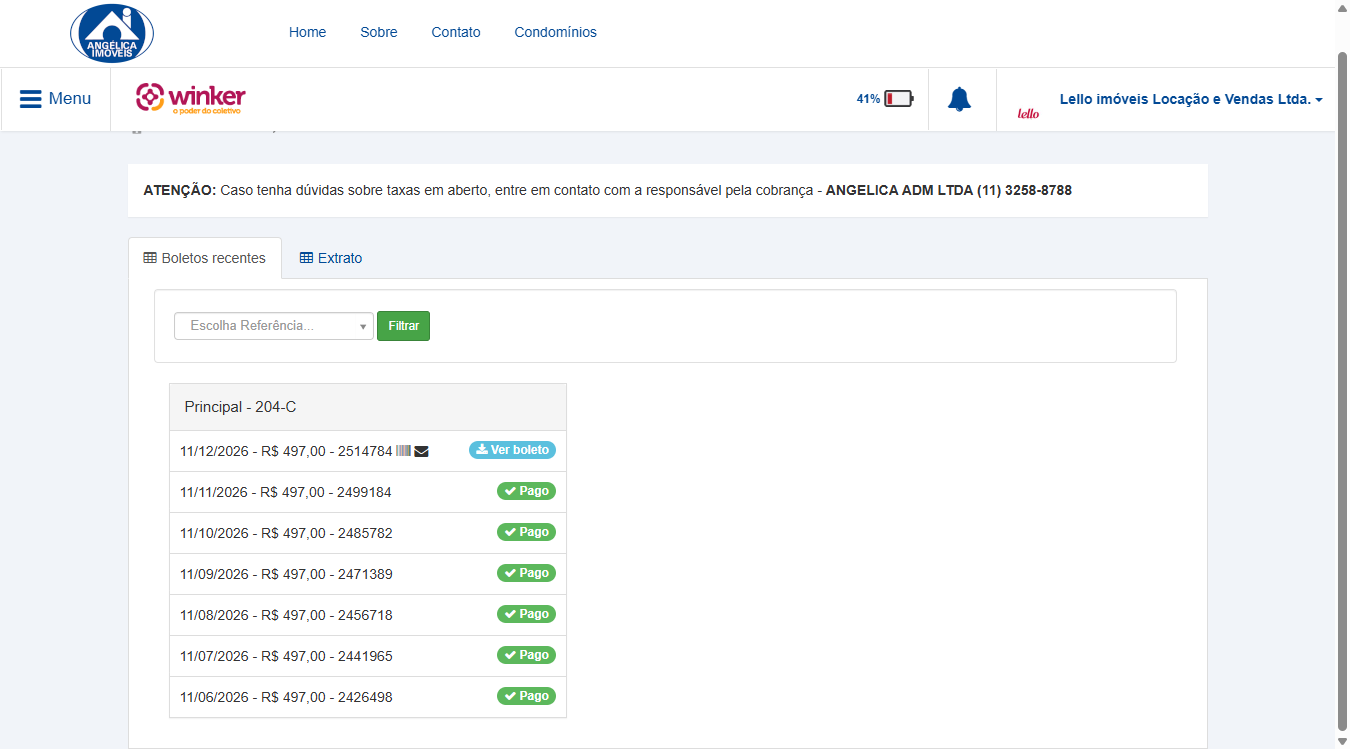 ANGÉLICA
IMÓVEIS
Home Sobre Contato Condomínios
Menu
winker
o poder do coletivo
41%
lello
Lello imóveis Locação e Vendas Ltda.
ATENÇÃO: Caso tenha dúvidas sobre taxas em aberto, entre em contato com a responsável pela cobrança - ANGELICA ADM LTDA (11) 3258-8788
Boletos recentes Extrato
Escolha Referência... Filtrar
Principal - 204-C
11/12/2026 - R$ 497,00 - 2514784 Ver boleto
11/11/2026 - R$ 497,00 - 2499184 Pago
11/10/2026 - R$ 497,00 - 2485782 Pago
11/09/2026 - R$ 497,00 - 2471389 Pago
11/08/2026 - R$ 497,00 - 2456718 Pago
11/07/2026 - R$ 497,00 - 2441965 Pago
11/06/2026 - R$ 497,00 - 2426498 Pago